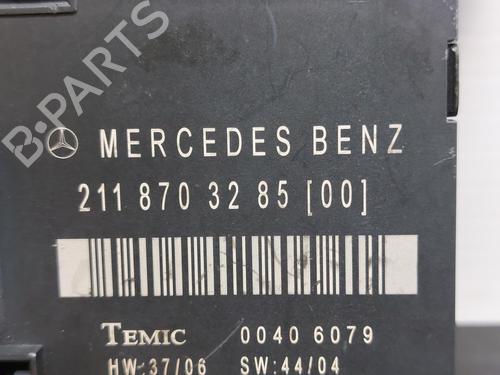 B-PARTS
MERCEDES BENZ
211 870 32 85 [00]
TEMIC 0040 6079
HW:37/06 SW:44/04